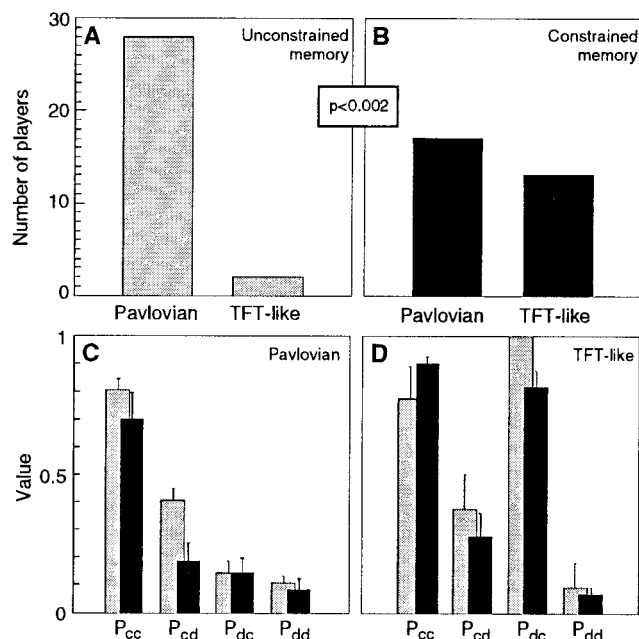 A
Unconstrained
memory
B
Constrained
memory
p<0.002
Number of players
30
20
10
0
Pavlovian
TFT-like
Pavlovian
TFT-like
C
Pavlovian
D
TFT-like
Value
1
0.5
0
Pcc
Pcd
Pdc
Pdd
Pcc
Pcd
Pdc
Pdd